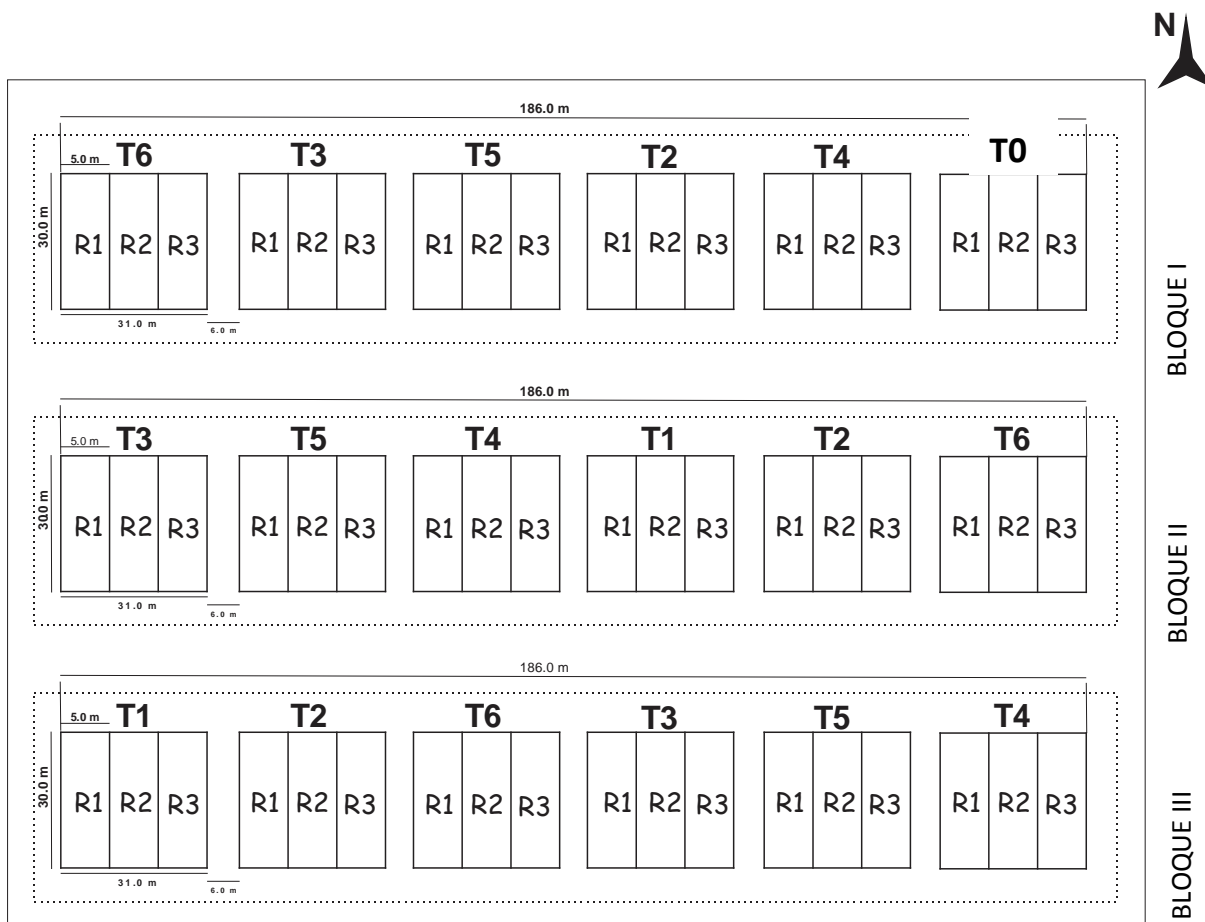 N
186.0 m
5.0 m T6 T3 T5 T2 T4 T0
30.0 m
R1 R2 R3 R1 R2 R3 R1 R2 R3 R1 R2 R3 R1 R2 R3 R1 R2 R3
31.0 m
6.0 m
BLOQUE I
186.0 m
5.0 m T3 T5 T4 T1 T2 T6
30.0 m
R1 R2 R3 R1 R2 R3 R1 R2 R3 R1 R2 R3 R1 R2 R3 R1 R2 R3
31.0 m
6.0 m
BLOQUE II
186.0 m
5.0 m T1 T2 T6 T3 T5 T4
30.0 m
R1 R2 R3 R1 R2 R3 R1 R2 R3 R1 R2 R3 R1 R2 R3 R1 R2 R3
31.0 m
6.0 m
BLOQUE III